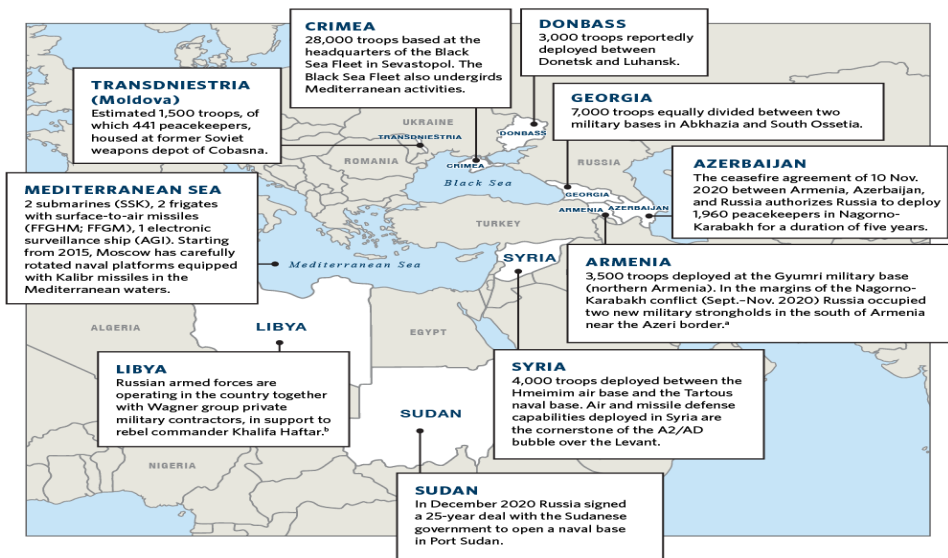 CRIMEA
28,000 troops based at the
headquarters of the Black
Sea Fleet in Sevastopol. The
Black Sea Fleet also undergirds
Mediterranean activities.
DONBASS
3,000 troops reportedly
deployed between
Donetsk and Luhansk.
TRANSDNIESTRIA
(Moldova)
Estimated 1,500 troops, of
which 441 peacekeepers,
housed at former Soviet
weapons depot of Cobasna.
GEORGIA
7,000 troops equally divided between two
military bases in Abkhazia and South Ossetia.
UKRAINE
TRANSDNIESTRIA
DONBASS
ROMANIA
CRIMEA
RUSSIA
Black Sea
GEORGIA
ARMENIA
AZERBAIJAN
TURKEY
AZERBAIJAN
The ceasefire agreement of 10 Nov.
2020 between Armenia, Azerbaijan,
and Russia authorizes Russia to deploy
1,960 peacekeepers in Nagorno-
Karabakh for a duration of five years.
MEDITERRANEAN SEA
2 submarines (SSK), 2 frigates
with surface-to-air missiles
(FFGHM; FFGM), 1 electronic
surveillance ship (AGI). Starting
from 2015, Moscow has carefully
rotated naval platforms equipped
with Kalibr missiles in the
Mediterranean waters.
Mediterranean Sea
SYRIA
ARMENIA
3,500 troops deployed at the Gyumri military base
(northern Armenia). In the margins of the Nagorno-
Karabakh conflict (Sept.–Nov. 2020) Russia occupied
two new military strongholds in the south of Armenia
near the Azeri border.ª
ALGERIA
LIBYA
EGYPT
LIBYA
Russian armed forces are
operating in the country together
with Wagner group private
military contractors, in support to
rebel commander Khalifa Haftar.ᵇ
SYRIA
4,000 troops deployed between the
Hmeimim air base and the Tartous
naval base. Air and missile defense
capabilities deployed in Syria are
the cornerstone of the A2/AD
bubble over the Levant.
SUDAN
NIGERIA
SUDAN
In December 2020 Russia signed
a 25-year deal with the Sudanese
government to open a naval base
in Port Sudan.